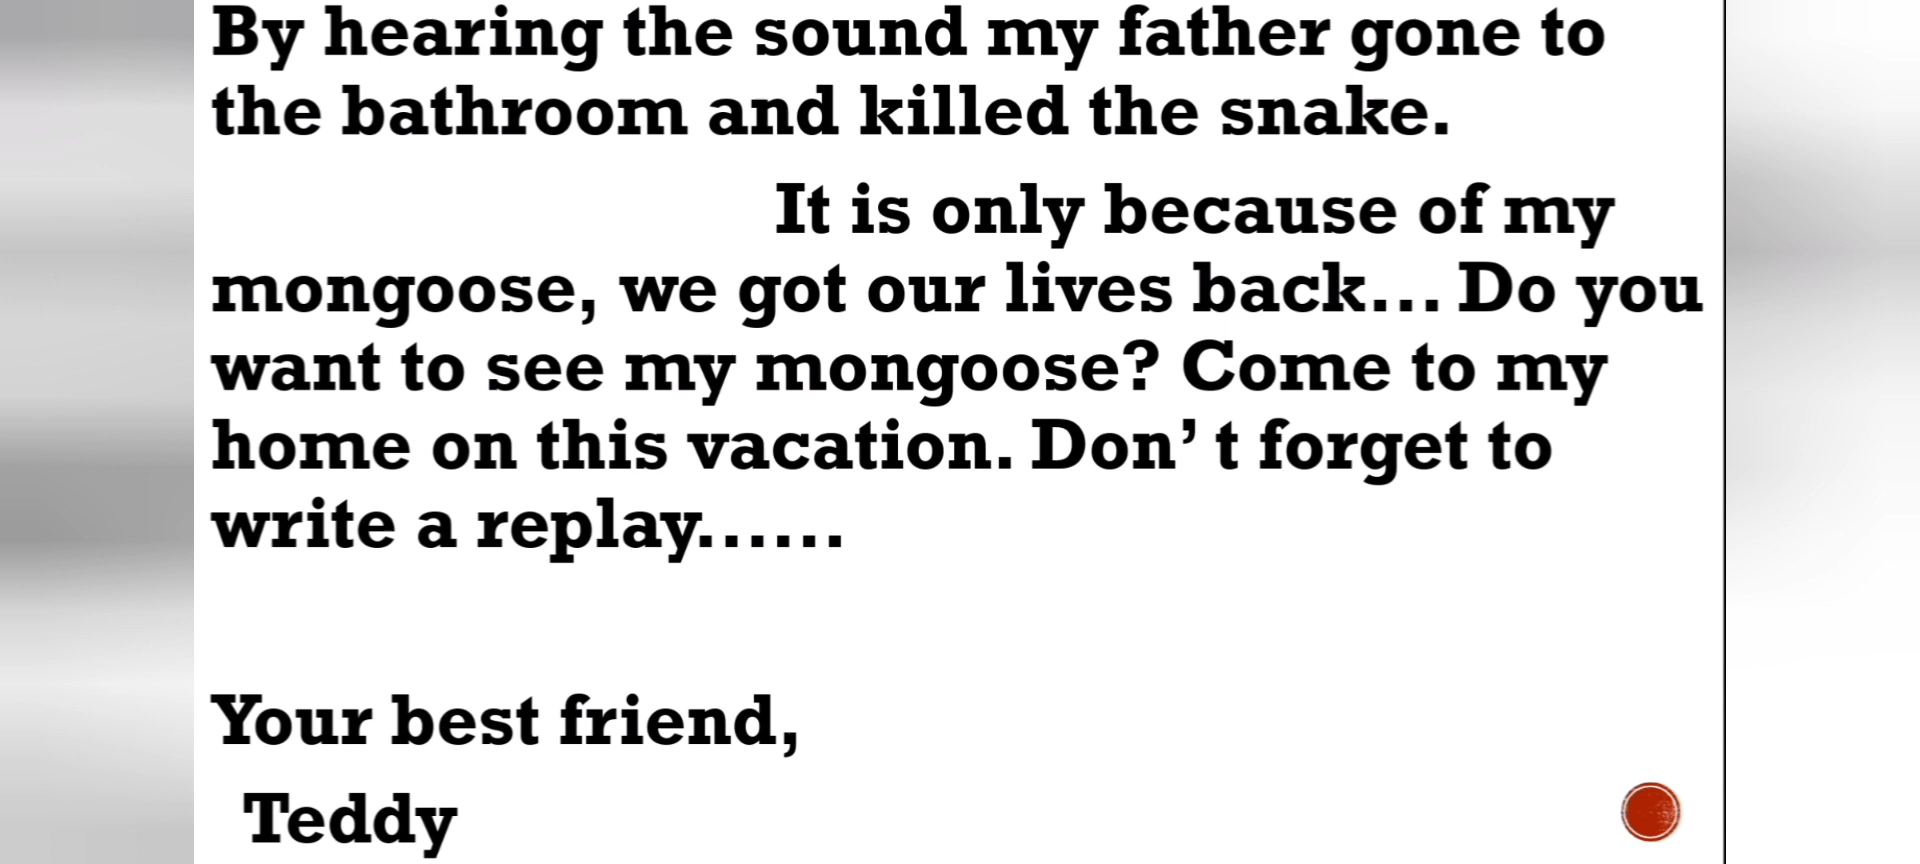 By hearing the sound my father gone to
the bathroom and killed the snake.
It is only because of my
mongoose, we got our lives back... Do you
want to see my mongoose? Come to my
home on this vacation. Don’ t forget to
write a replay......
Your best friend,
Teddy